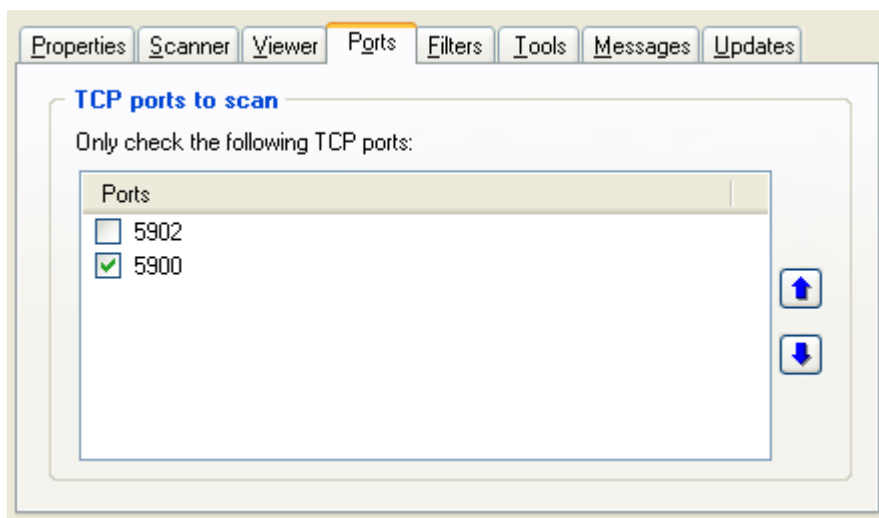 Properties Scanner Viewer Ports Filters Tools Messages Updates
TCP ports to scan
Only check the following TCP ports:
Ports
5902
5900